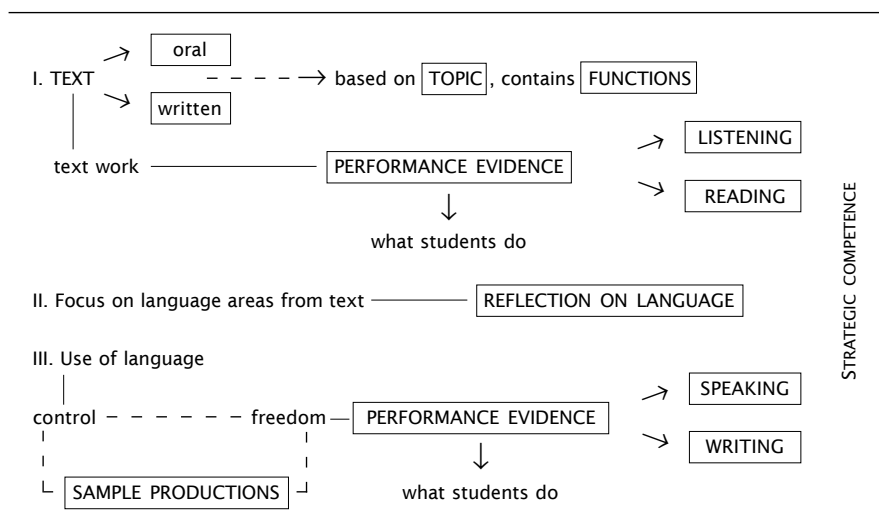 oral
I. TEXT
based on TOPIC, contains FUNCTIONS
written
LISTENING
text work
PERFORMANCE EVIDENCE
READING
what students do
II. Focus on language areas from text
REFLECTION ON LANGUAGE
III. Use of language
SPEAKING
control
freedom
PERFORMANCE EVIDENCE
WRITING
SAMPLE PRODUCTIONS
what students do
STRATEGIC COMPETENCE